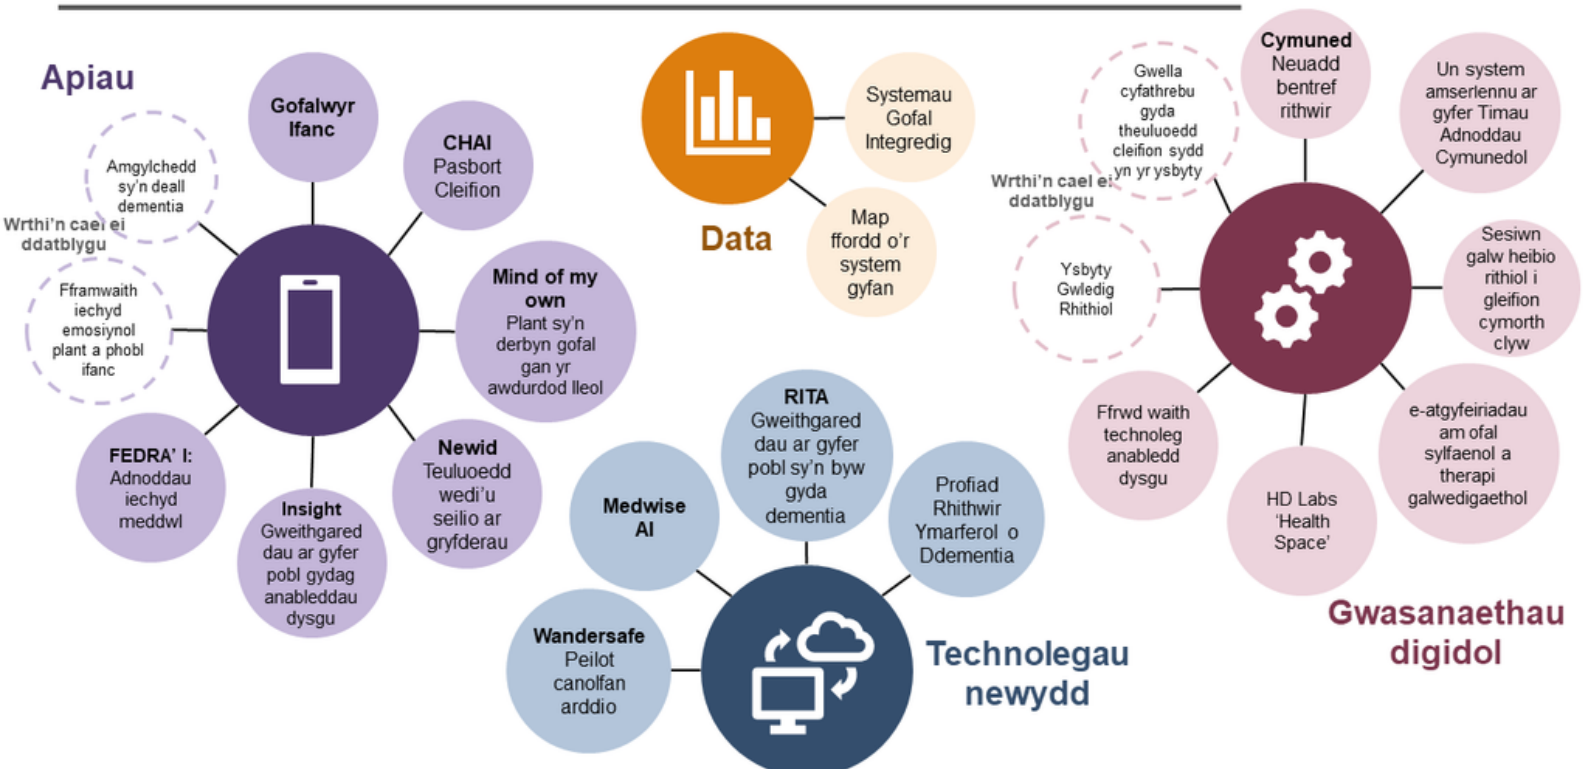 Apiau
Gofalwyr
Ifanc
CHAI
Pasbort
Cleifion
Mind of my
own
Plant sy'n
derbyn gofal
gan yr
awdurdod lleol
Newid
Teuluoedd
wedi'u
seilio ar
gryfderau
Insight
Gweithgared
dau ar gyfer
pobl gydag
anableddau
dysgu
FEDRA' I:
Adnoddau
iechyd
meddwl
Fframwaith
iechyd
emosiynol
plant a phobl
ifanc
Wrthi'n cael ei
ddatblygu
Amgylchedd
sy'n deall
dementia
Data
Systemau
Gofal
Integredig
Map
ffordd o'r
system
gyfan
Technolegau
newydd
Wandersafe
Peilot
canolfan
arddio
Medwise
AI
RITA
Gweithgared
dau ar gyfer
pobl sy'n byw
gyda
dementia
Profiad
Rhithwir
Ymarferol o
Ddementia
Gwasanaethau
digidol
Gwella
cyfathrebu
gyda
theuluoedd
cleifion sydd
yn yr ysbyty
Wrthi'n cael ei
ddatblygu
Ysbyty
Gwledig
Rhithiol
Cymuned
Neuadd
bentref
rithwir
Un system
amserlennu ar
gyfer Timau
Adnoddau
Cymunedol
Sesiwn
galw heibio
rithiol i
gleifion
cymorth
clyw
e-atgyfeiriadau
am ofal
sylfaenol a
therapi
galwedigaethol
HD Labs
'Health
Space'
Ffrwd waith
technoleg
anabledd
dysgu